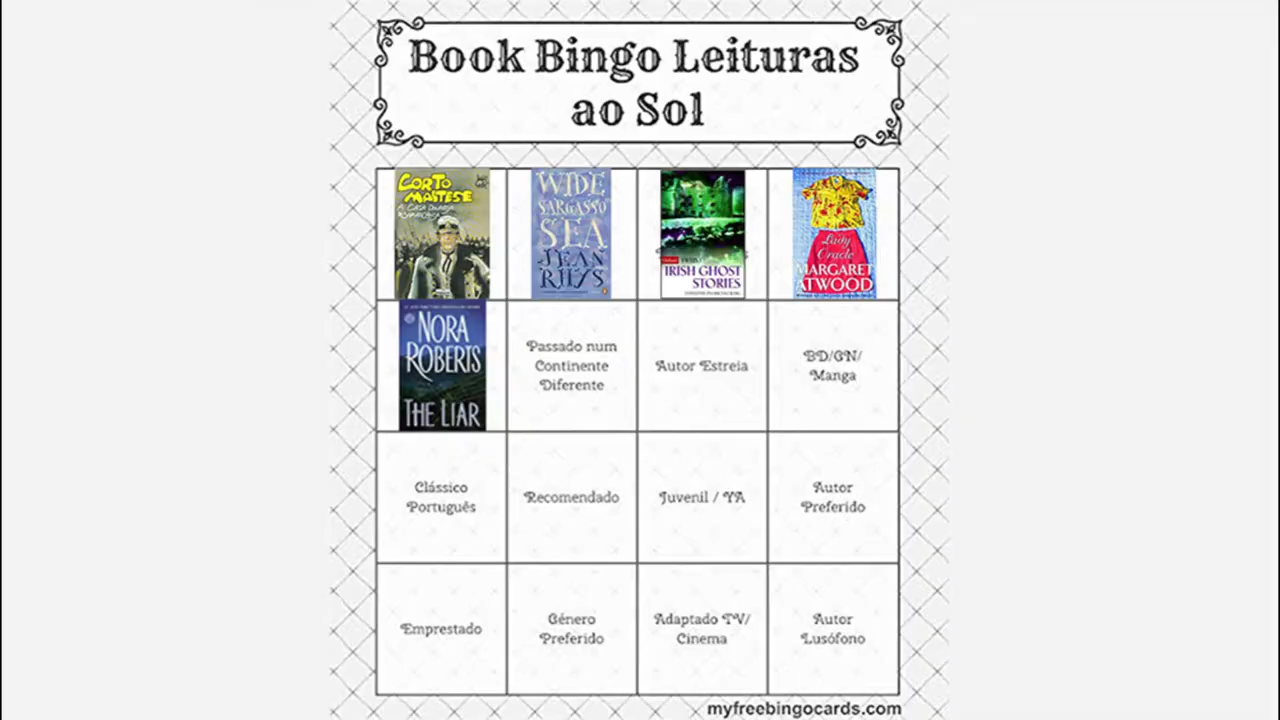 Book Bingo Leituras
ao Sol
CORTO
MALTESE
WIDE
SARGASSO
SEA
JEAN
RHYS
IRISH GHOST
STORIES
Lady
Oracle
MARGARET
ATWOOD
NORA
ROBERTS
THE LIAR
Passado num
Continente
Diferente
Autor Estreia
BD/GN/
Manga
Clássico
Português
Recomendado
Juvenil / YA
Autor
Preferido
Emprestado
Género
Preferido
Adaptado TV/
Cinema
Autor
Lusófono
myfreebingocards.com